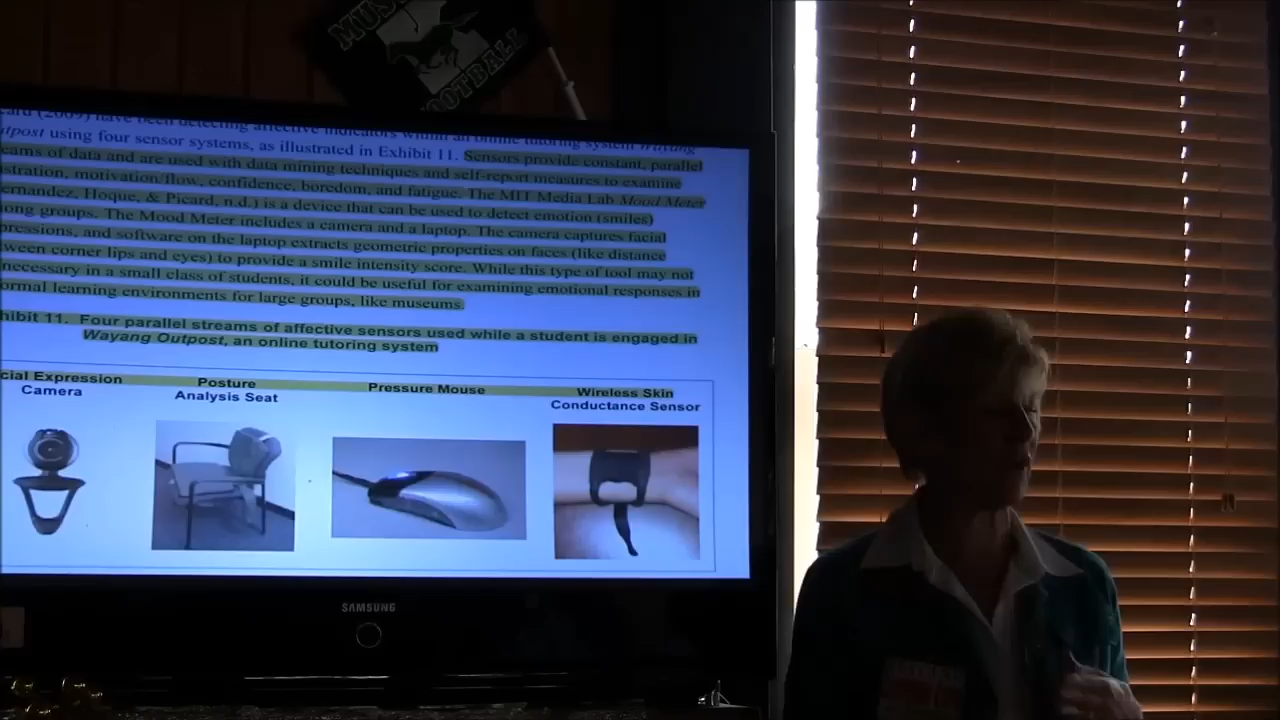 MUS
FOOTBALL
card (2009) have been detecting affective indicators within an online tutoring system Wayang
utpost using four sensor systems, as illustrated in Exhibit 11. Sensors provide constant, parallel
eams of data and are used with data mining techniques and self-report measures to examine
stration, motivation/flow, confidence, boredom, and fatigue. The MIT Media Lab Mood Meter
ernandez, Hoque, & Picard, n.d.) is a device that can be used to detect emotion (smiles)
ong groups. The Mood Meter includes a camera and a laptop. The camera captures facial
pressions, and software on the laptop extracts geometric properties on faces (like distance
ween corner lips and eyes) to provide a smile intensity score. While this type of tool may not
necessary in a small class of students, it could be useful for examining emotional responses in
ormal learning environments for large groups, like museums.
hibit 11. Four parallel streams of affective sensors used while a student is engaged in
Wayang Outpost, an online tutoring system
cial Expression Camera
Posture Analysis Seat
Pressure Mouse
Wireless Skin Conductance Sensor
SAMSUNG